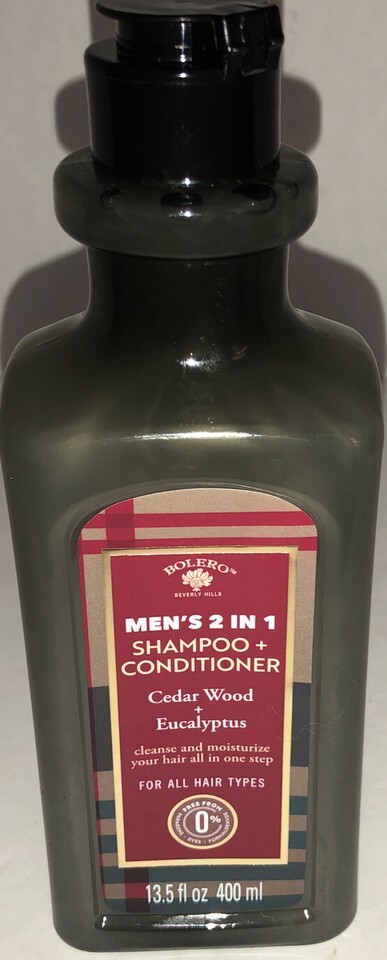 BOLERO™
BEVERLY HILLS
MEN'S 2 IN 1
SHAMPOO +
CONDITIONER
Cedar Wood
+
Eucalyptus
cleanse and moisturize
your hair all in one step
FOR ALL HAIR TYPES
FREE FROM
0%
13.5 fl oz 400 ml